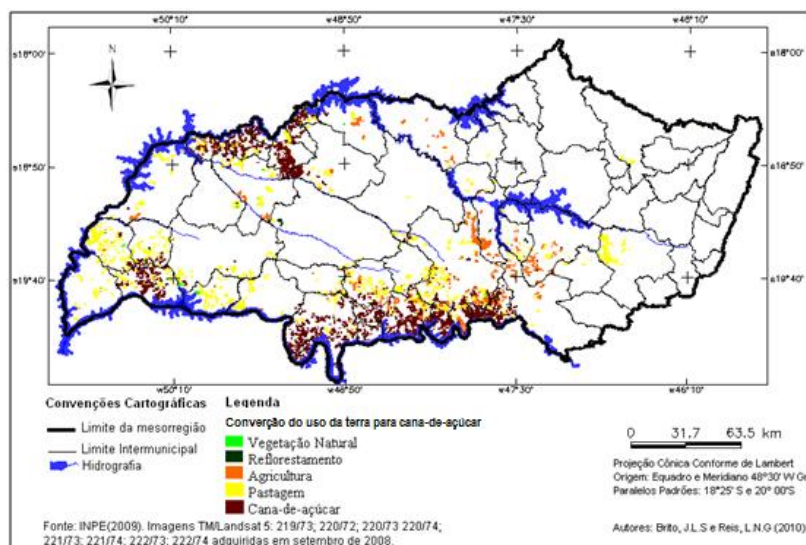 w50°10' w48°50' w47°30' w46°10'
N
s18°00' s18°00'
s18°50' s18°50'
s19°40' s19°40'
w50°10' w48°50' w47°30' w46°10'
Convenções Cartográficas
Limite da mesorregião
Limite Intermunicipal
Hidrografia
Legenda
Converção do uso da terra para cana-de-açúcar
Vegetação Natural
Reflorestamento
Agricultura
Pastagem
Cana-de-açúcar
0 31.7 63.5 km
Projeção Cônica Conforme de Lambert
Origem: Equadro e Meridiano 48°30' W Gr
Paralelos Padrões: 18°25' S e 20° 00'S
Fonte: INPE(2009). Imagens TM/Landsat 5: 219/73; 220/72; 220/73 220/74;
221/73; 221/74; 222/73; 222/74 adquiridas em setembro de 2008.
Autores: Brito, J.L.S e Reis, L.N.G (2010)